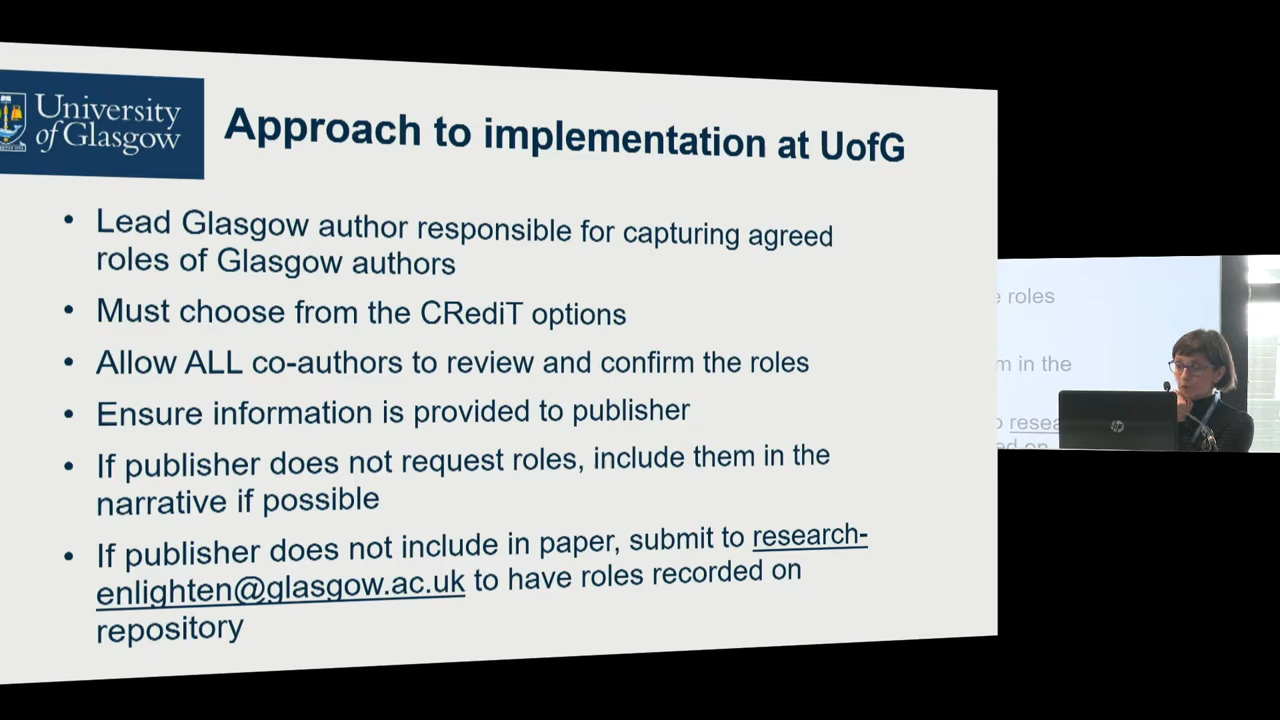 University
of Glasgow
Approach to implementation at UofG
• Lead Glasgow author responsible for capturing agreed
roles of Glasgow authors
• Must choose from the CRediT options
• Allow ALL co-authors to review and confirm the roles
• Ensure information is provided to publisher
• If publisher does not request roles, include them in the
narrative if possible
• If publisher does not include in paper, submit to research-
enlighten@glasgow.ac.uk to have roles recorded on
repository
roles
in the
hp